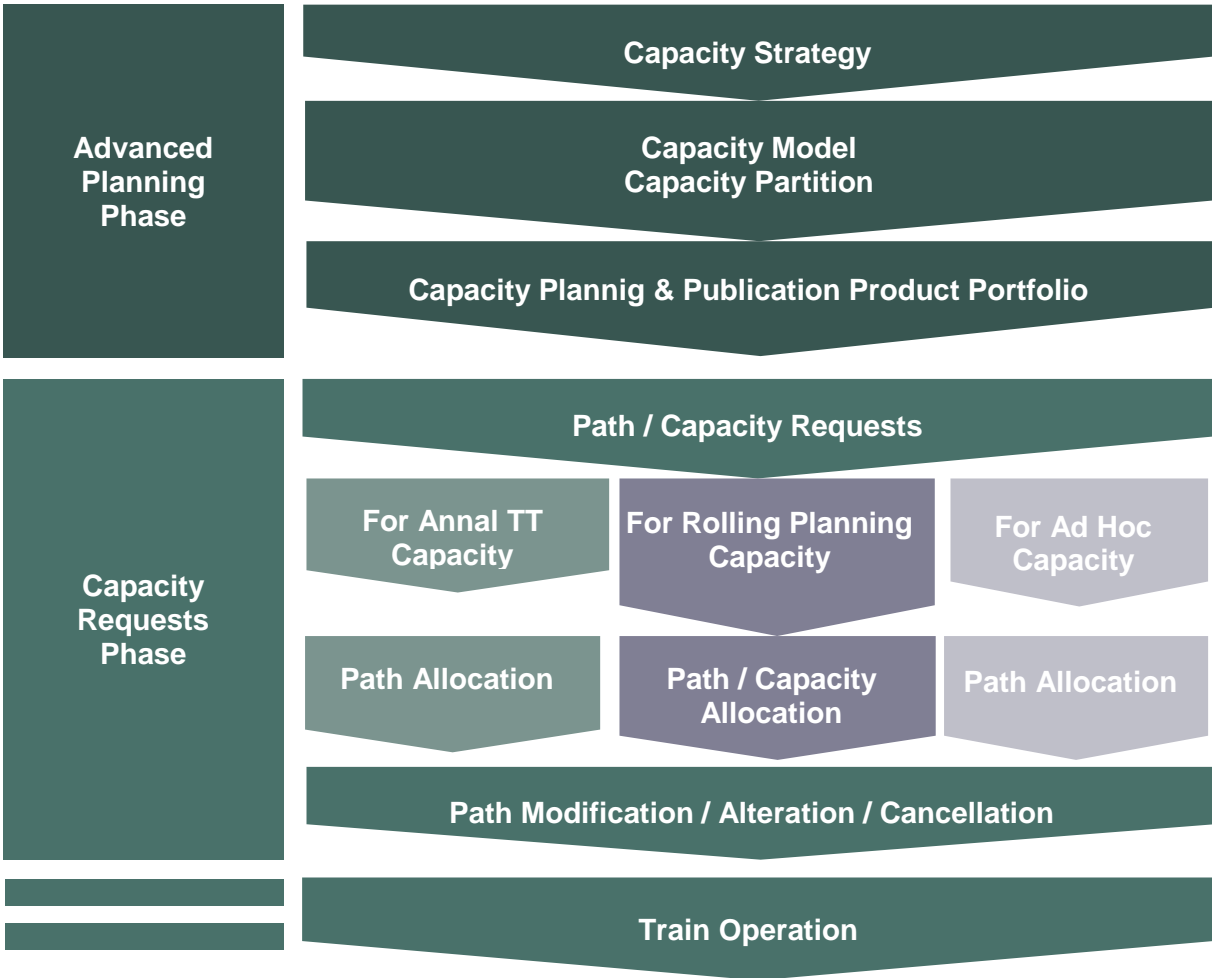 Capacity Strategy
Advanced
Planning
Phase
Capacity Model
Capacity Partition
Capacity Plannig & Publication Product Portfolio
Path / Capacity Requests
For Annal TT
Capacity
For Rolling Planning
Capacity
For Ad Hoc
Capacity
Capacity
Requests
Phase
Path Allocation
Path / Capacity
Allocation
Path Allocation
Path Modification / Alteration / Cancellation
Train Operation